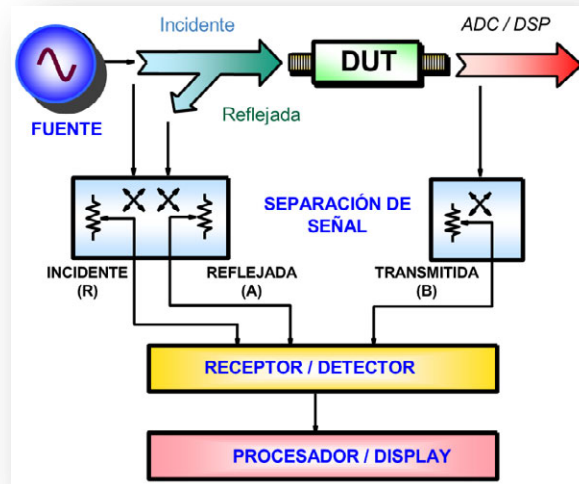 Incidente
ADC / DSP
DUT
FUENTE
Reflejada
SEPARACIÓN DE
SEÑAL
INCIDENTE
(R)
REFLEJADA
(A)
TRANSMITIDA
(B)
RECEPTOR / DETECTOR
PROCESADOR / DISPLAY